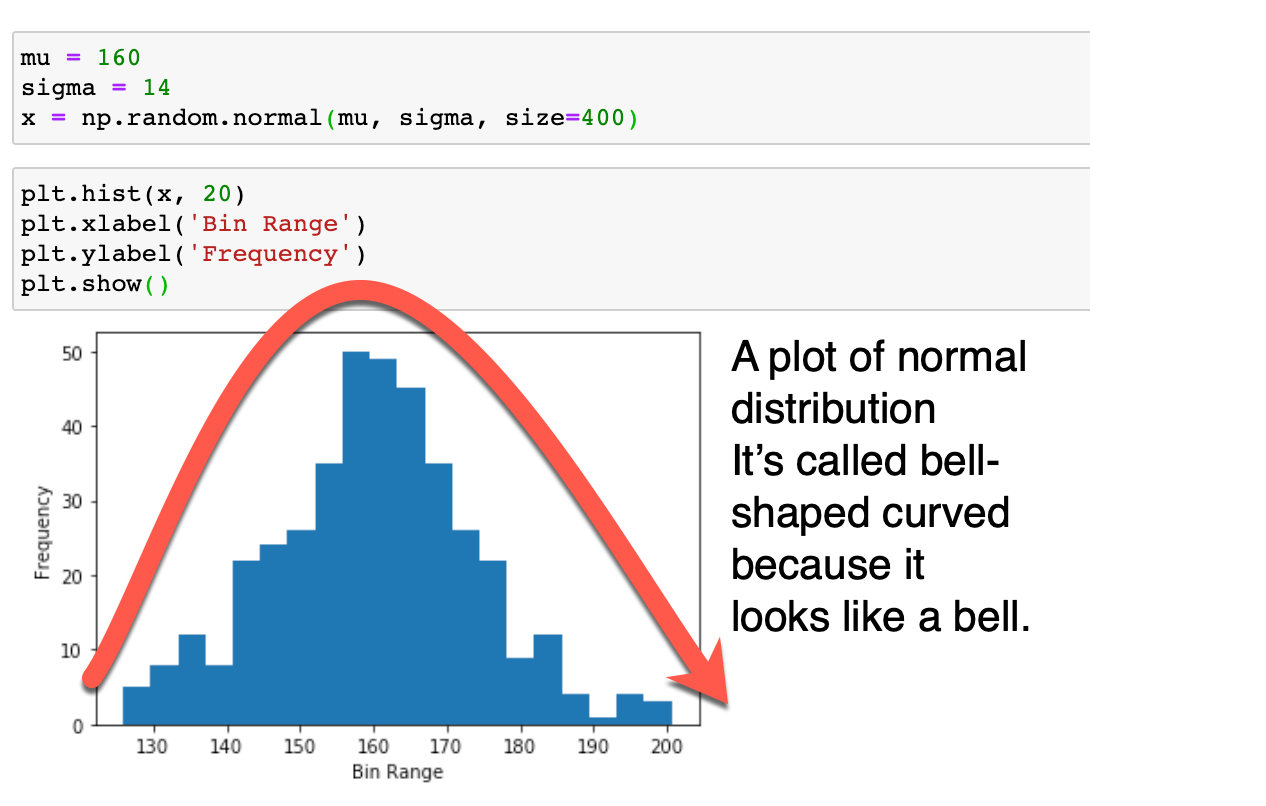 mu = 160
sigma = 14
x = np.random.normal(mu, sigma, size=400)
plt.hist(x, 20)
plt.xlabel('Bin Range')
plt.ylabel('Frequency')
plt.show()
50
40
30
20
10
0
Frequency
130 140 150 160 170 180 190 200
Bin Range
A plot of normal
distribution
It’s called bell-
shaped curved
because it
looks like a bell.